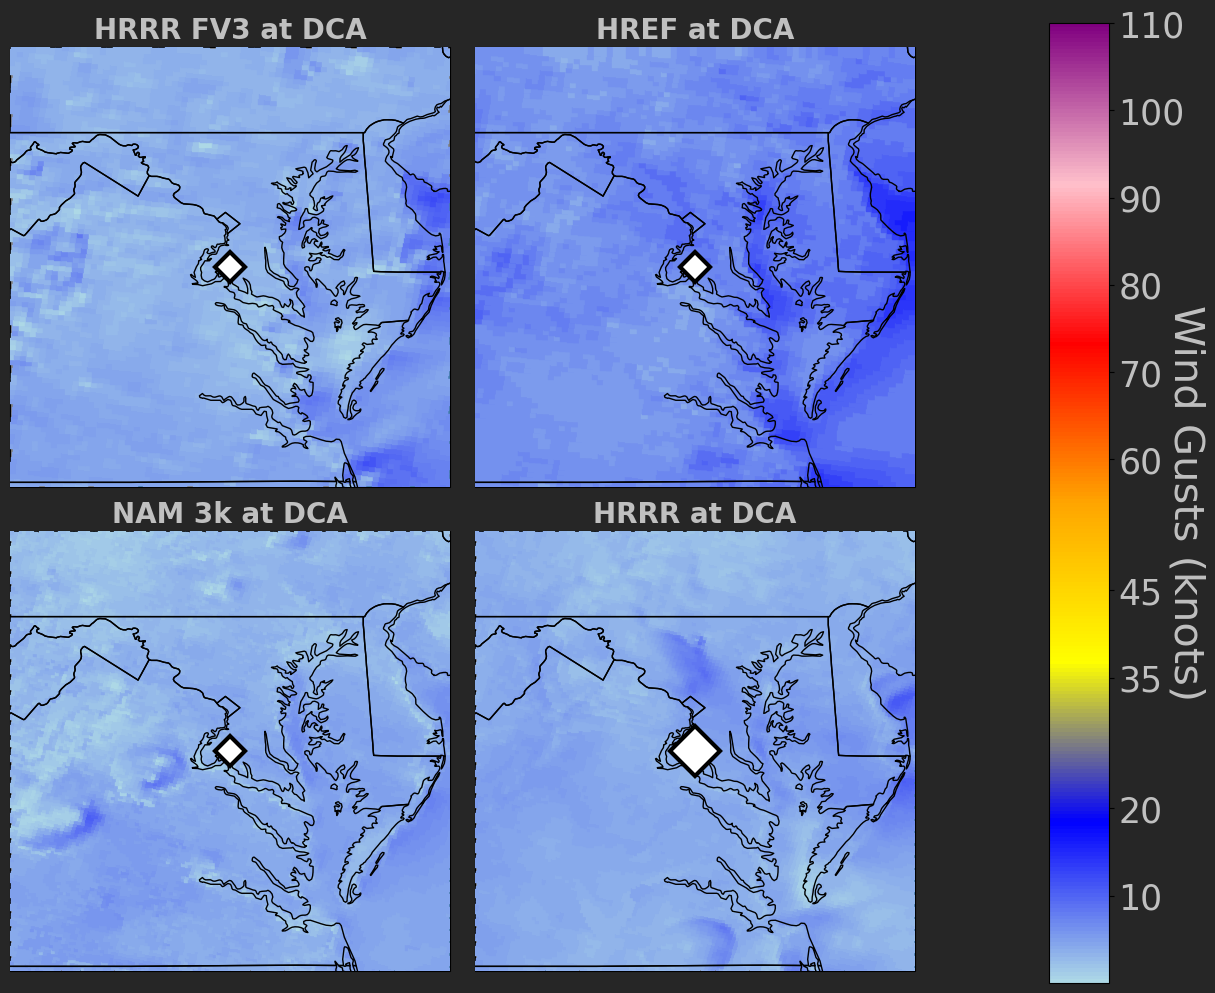 HRRR FV3 at DCA
HREF at DCA
NAM 3k at DCA
HRRR at DCA
110
100
90
80
70
60
45
35
20
10
Wind Gusts (knots)